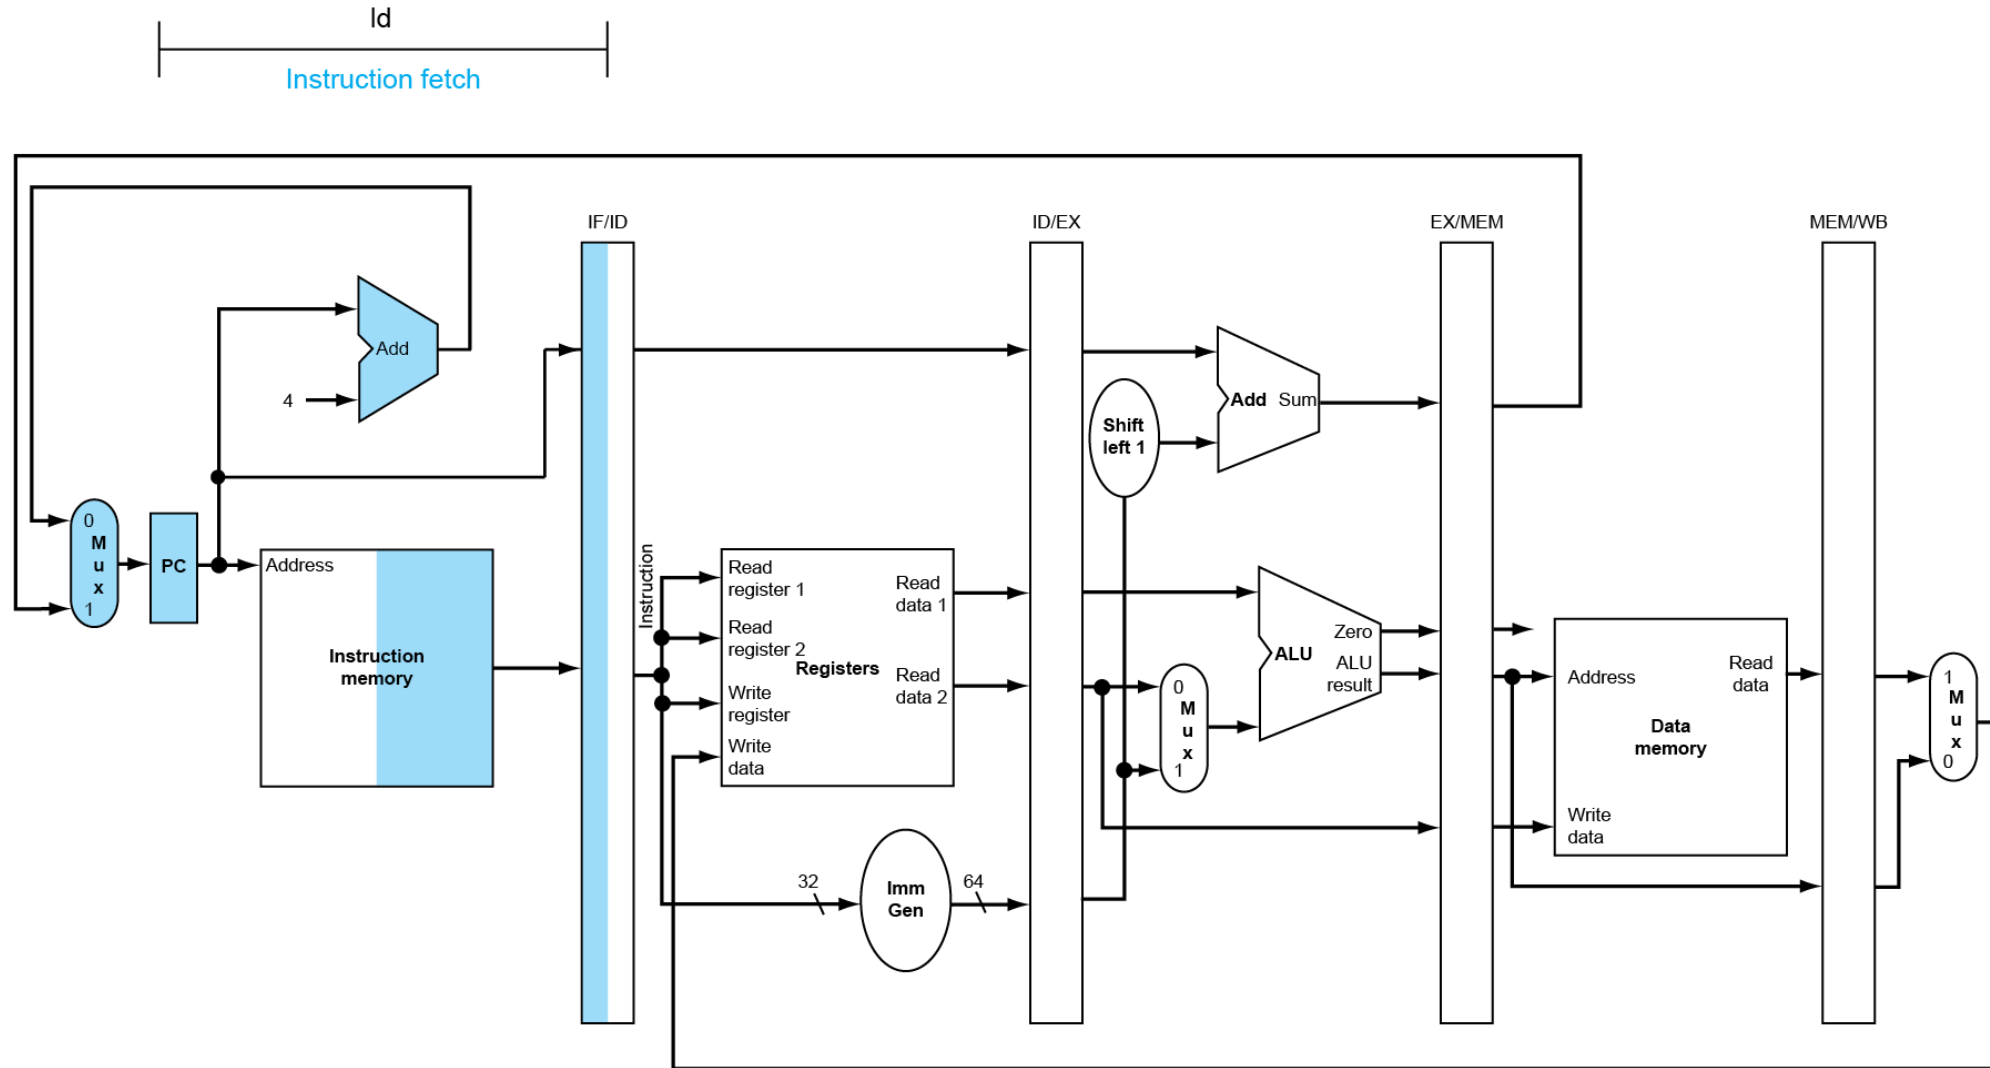 ld
Instruction fetch
IF/ID
ID/EX
EX/MEM
MEM/WB
Add
4
Add Sum
Shift
left 1
0
M
u
x
1
PC
Address
Instruction
memory
Instruction
Read
register 1
Read
register 2
Write
register
Write
data
Registers
Read
data 1
Read
data 2
0
M
u
x
1
ALU
Zero
ALU
result
Address
Write
data
Data
memory
Read
data
1
M
u
x
0
32
Imm
Gen
64